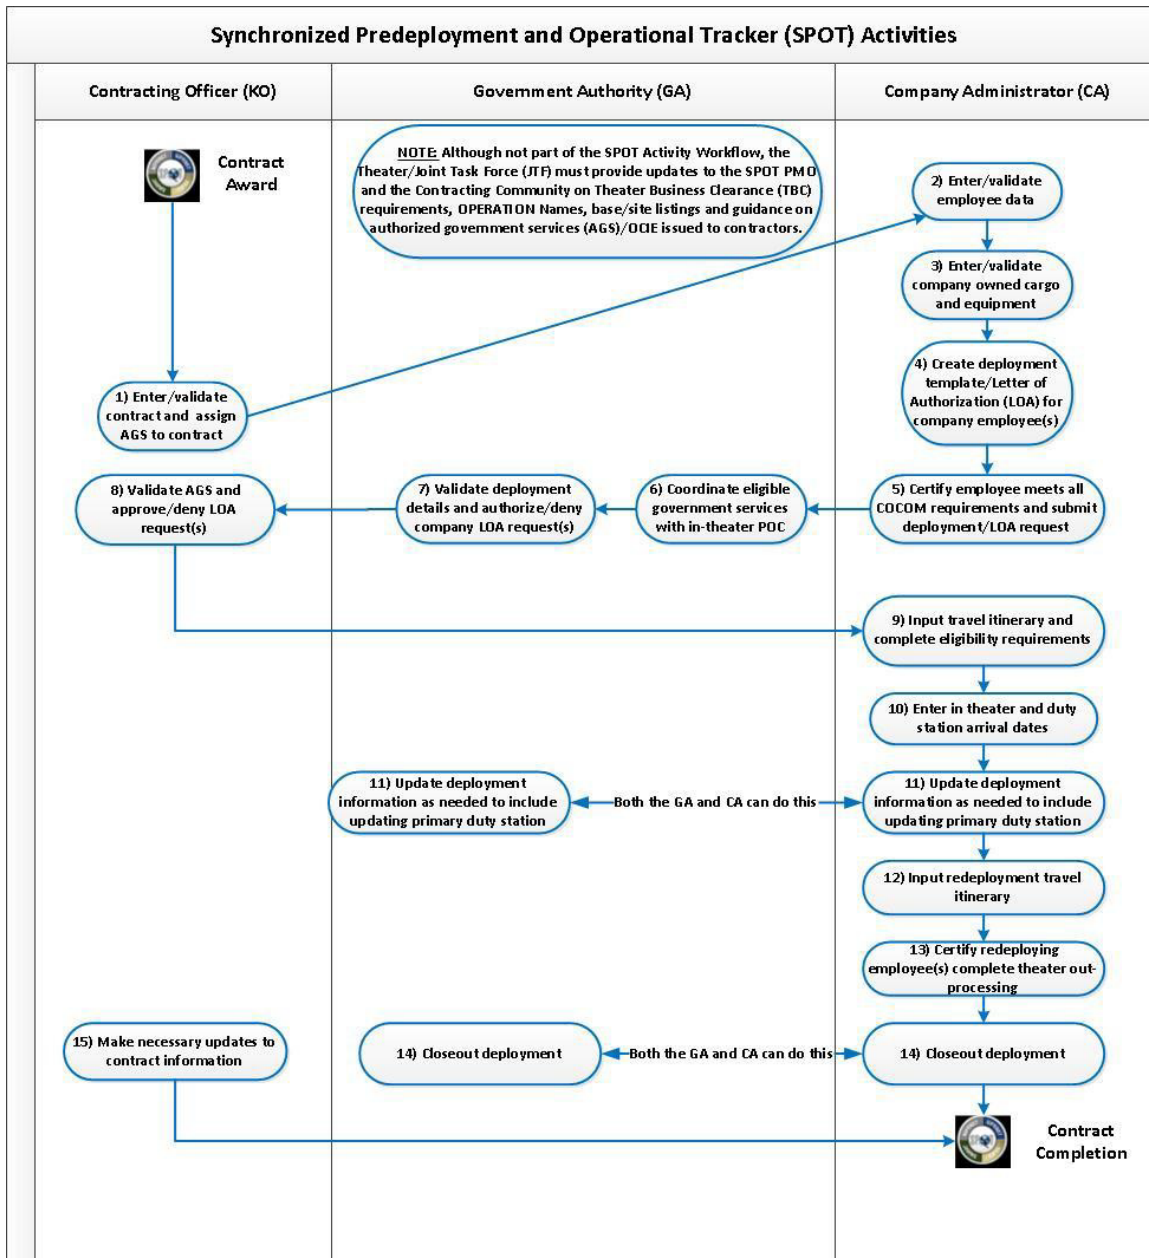 Synchronized Predeployment and Operational Tracker (SPOT) Activities
Contracting Officer (KO)
Government Authority (GA)
Company Administrator (CA)
Contract
Award
NOTE: Although not part of the SPOT Activity Workflow, the
Theater/Joint Task Force (JTF) must provide updates to the SPOT PMO
and the Contracting Community on Theater Business Clearance (TBC)
requirements, OPERATION Names, base/site listings and guidance on
authorized government services (AGS)/OCIE issued to contractors.
2) Enter/validate
employee data
3) Enter/validate
company owned cargo
and equipment
4) Create deployment
template/Letter of
Authorization (LOA) for
company employee(s)
1) Enter/validate
contract and assign
AGS to contract
8) Validate AGS and
approve/deny LOA
request(s)
7) Validate deployment
details and authorize/deny
company LOA request(s)
6) Coordinate eligible
government services
with in-theater POC
5) Certify employee meets all
COCOM requirements and submit
deployment/LOA request
9) Input travel itinerary and
complete eligibility requirements
10) Enter in theater and duty
station arrival dates
11) Update deployment
information as needed to include
updating primary duty station
Both the GA and CA can do this
11) Update deployment
information as needed to include
updating primary duty station
12) Input redeployment travel
itinerary
13) Certify redeploying
employee(s) complete theater out-
processing
15) Make necessary updates to
contract information
14) Closeout deployment
Both the GA and CA can do this
14) Closeout deployment
Contract
Completion